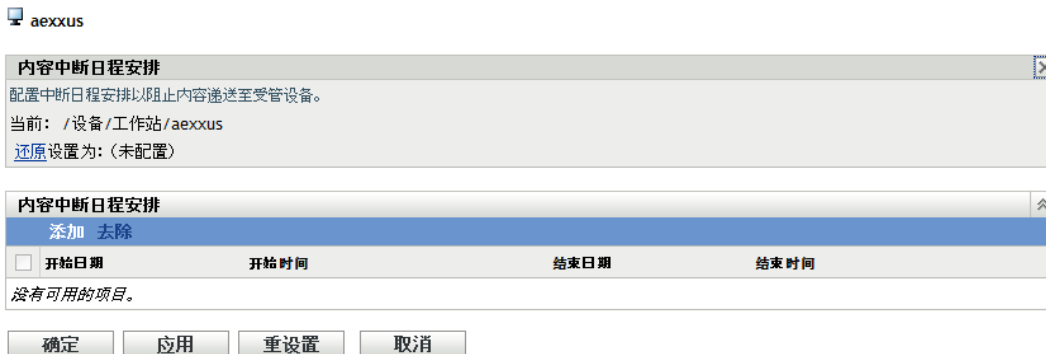 aexxus
内容中断日程安排
配置中断日程安排以阻止内容递送至受管设备。
当前： /设备/工作站/aexxus
还原设置为：（未配置）
内容中断日程安排
添加 去除
开始日期 开始时间 结束日期 结束时间
没有可用的项目。
确定 应用 重设置 取消